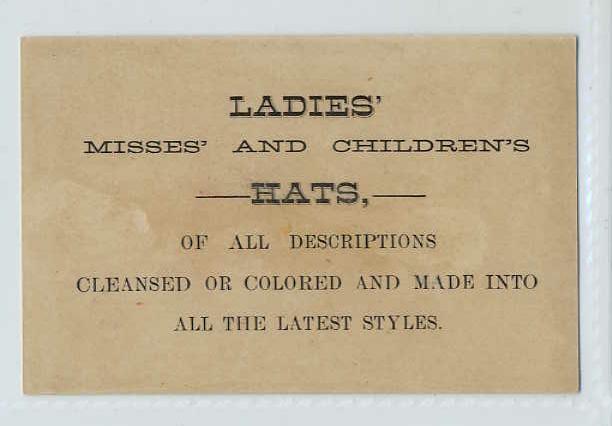 LADIES'
MISSES' AND CHILDREN'S
HATS,
OF ALL DESCRIPTIONS
CLEANSED OR COLORED AND MADE INTO
ALL THE LATEST STYLES.